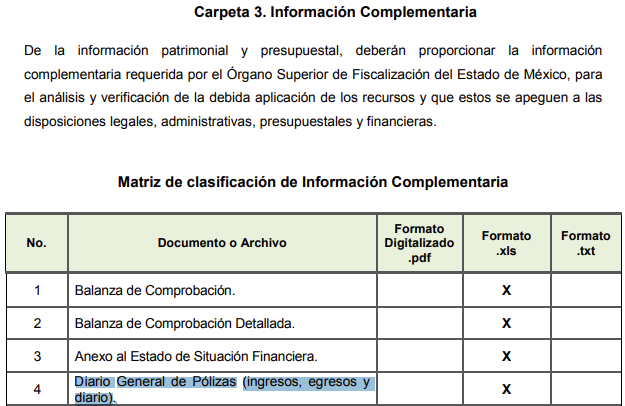 Carpeta 3. Información Complementaria
De la información patrimonial y presupuestal, deberán proporcionar la información
complementaria requerida por el Órgano Superior de Fiscalización del Estado de México, para
el análisis y verificación de la debida aplicación de los recursos y que estos se apeguen a las
disposiciones legales, administrativas, presupuestales y financieras.
Matriz de clasificación de Información Complementaria
No.
Documento o Archivo
Formato
Digitalizado
.pdf
Formato
.xls
Formato
.txt
1 Balanza de Comprobación. X
2 Balanza de Comprobación Detallada. X
3 Anexo al Estado de Situación Financiera. X
4 Diario General de Pólizas (ingresos, egresos y
diario). X